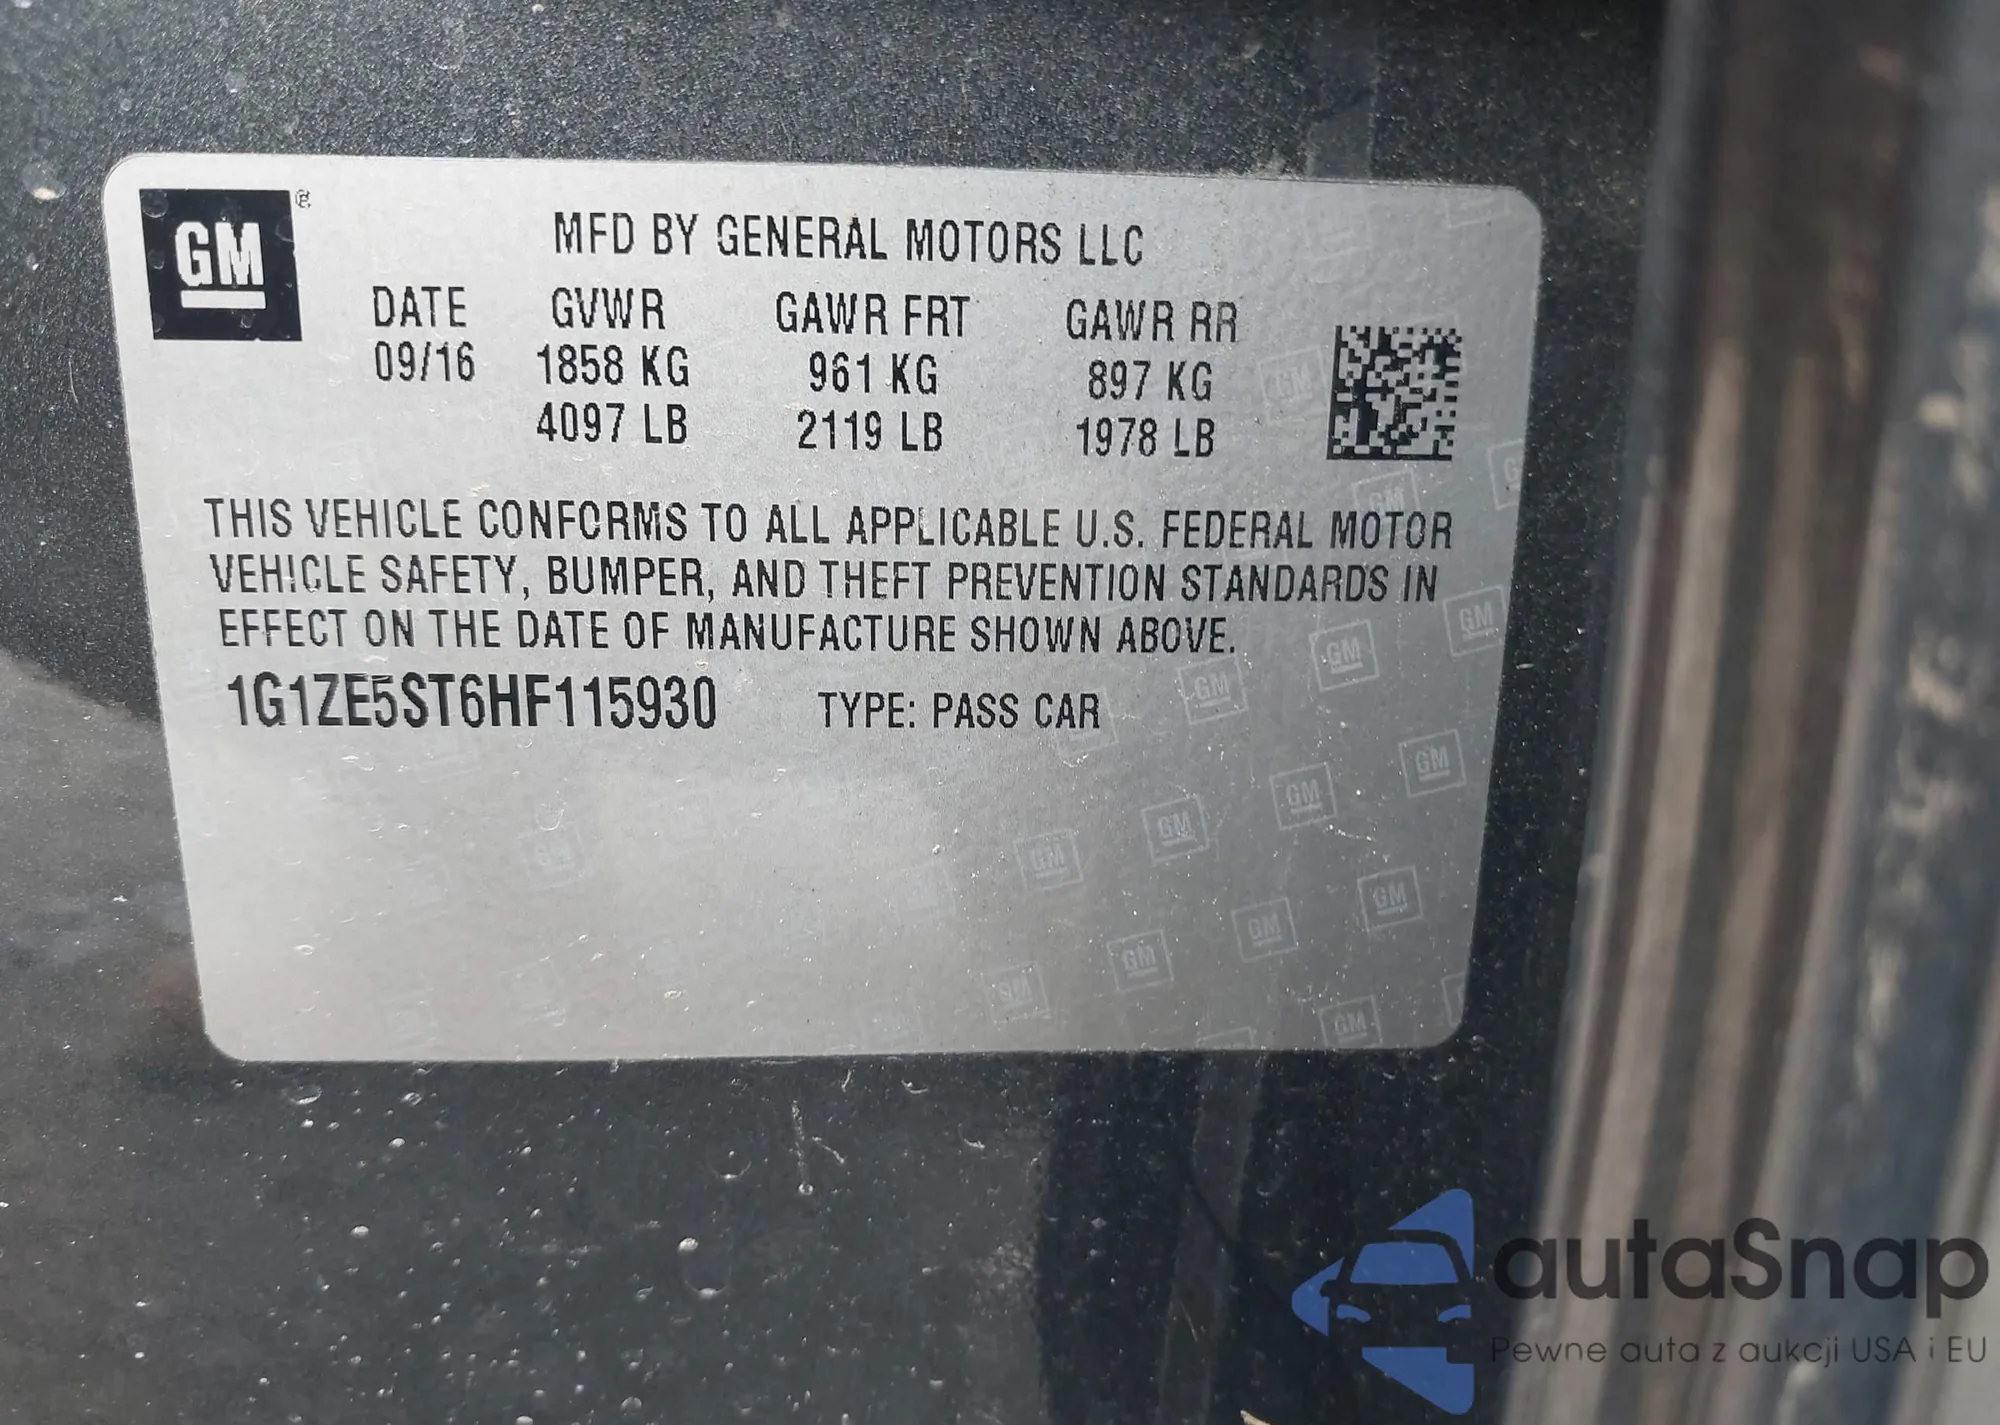 GM
MFD BY GENERAL MOTORS LLC
DATE GVWR GAWR FRT GAWR RR
09/16 1858 KG 961 KG 897 KG
4097 LB 2119 LB 1978 LB
THIS VEHICLE CONFORMS TO ALL APPLICABLE U.S. FEDERAL MOTOR
VEHICLE SAFETY, BUMPER, AND THEFT PREVENTION STANDARDS IN
EFFECT ON THE DATE OF MANUFACTURE SHOWN ABOVE.
1G1ZE5ST6HF115930 TYPE: PASS CAR
autaSnap
Pewne auta z aukcji USA i EU